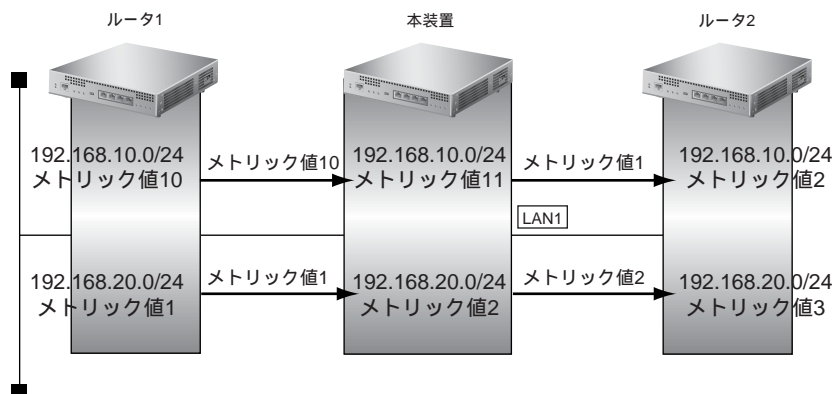 ルータ1
本装置
ルータ2
192.168.10.0/24
メトリック値10
メトリック値10
192.168.10.0/24
メトリック値11
メトリック値1
192.168.10.0/24
メトリック値2
LAN1
192.168.20.0/24
メトリック値1
メトリック値1
192.168.20.0/24
メトリック値2
メトリック値2
192.168.20.0/24
メトリック値3